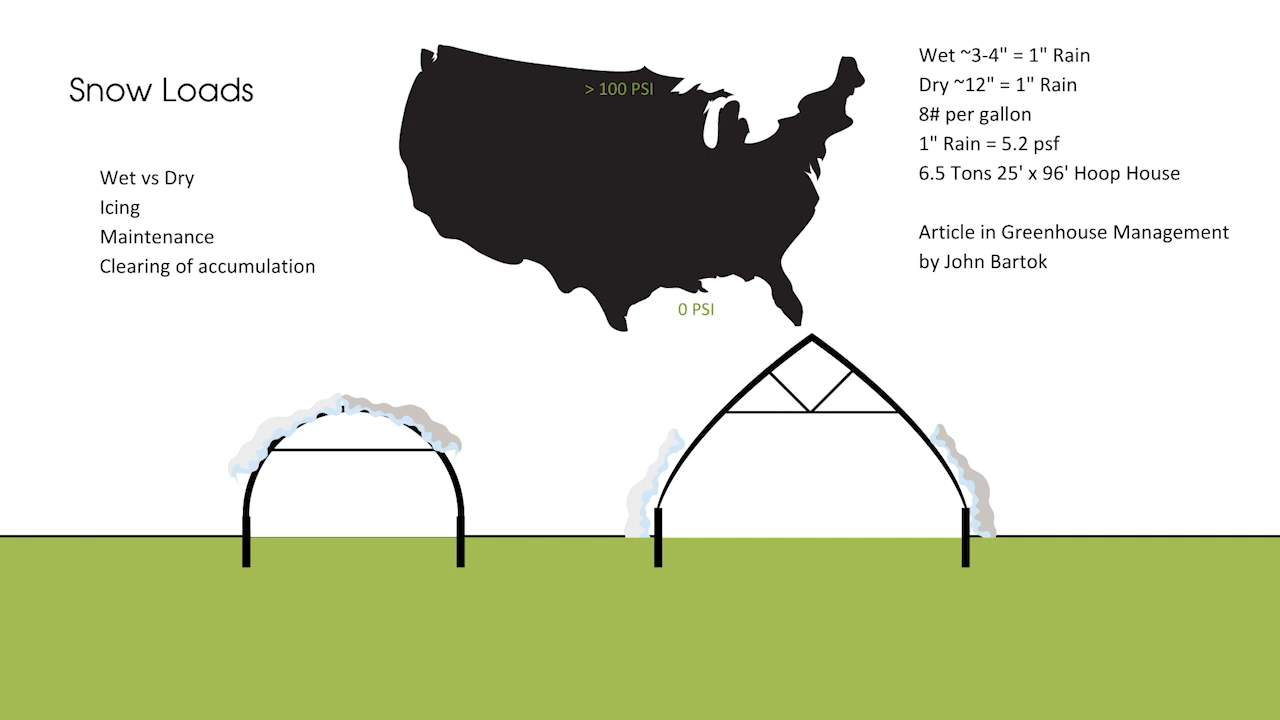 Snow Loads
Wet vs Dry
Icing
Maintenance
Clearing of accumulation
> 100 PSI
0 PSI
Wet ~3-4" = 1" Rain
Dry ~12" = 1" Rain
8# per gallon
1" Rain = 5.2 psf
6.5 Tons 25' x 96' Hoop House
Article in Greenhouse Management
by John Bartok